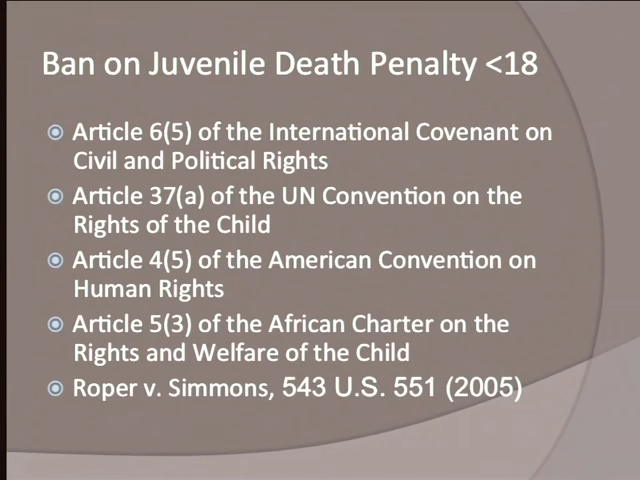 Ban on Juvenile Death Penalty <18
Article 6(5) of the International Covenant on
Civil and Political Rights
Article 37(a) of the UN Convention on the
Rights of the Child
Article 4(5) of the American Convention on
Human Rights
Article 5(3) of the African Charter on the
Rights and Welfare of the Child
Roper v. Simmons, 543 U.S. 551 (2005)